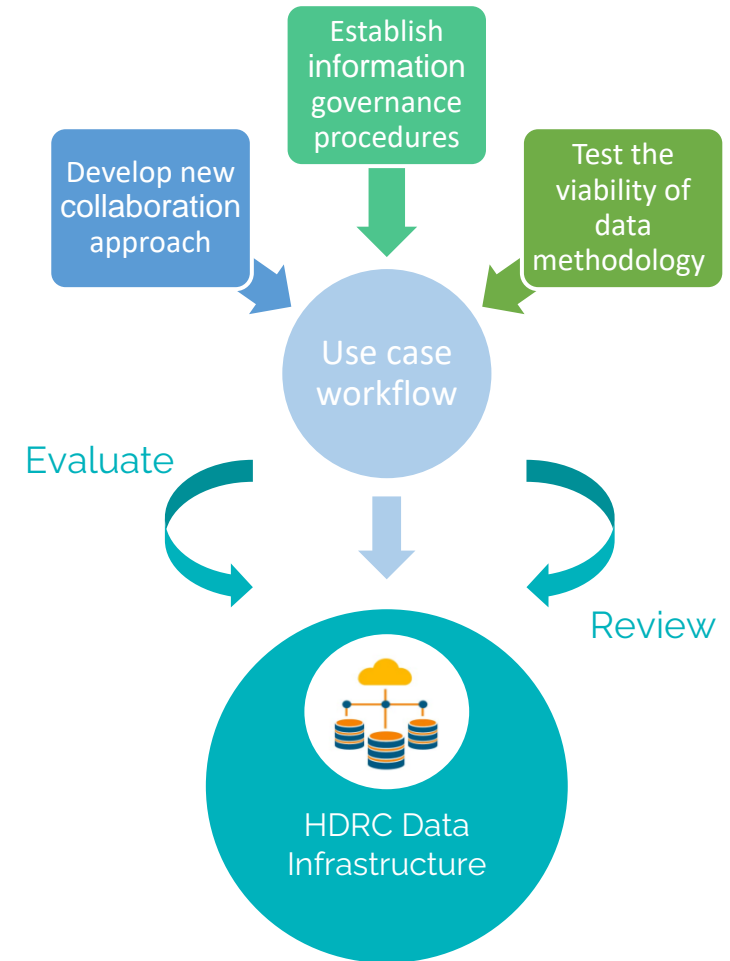 Establish
information
governance
procedures
Develop new
collaboration
approach
Test the
viability of
data
methodology
Use case
workflow
Evaluate
Review
HDRC Data
Infrastructure